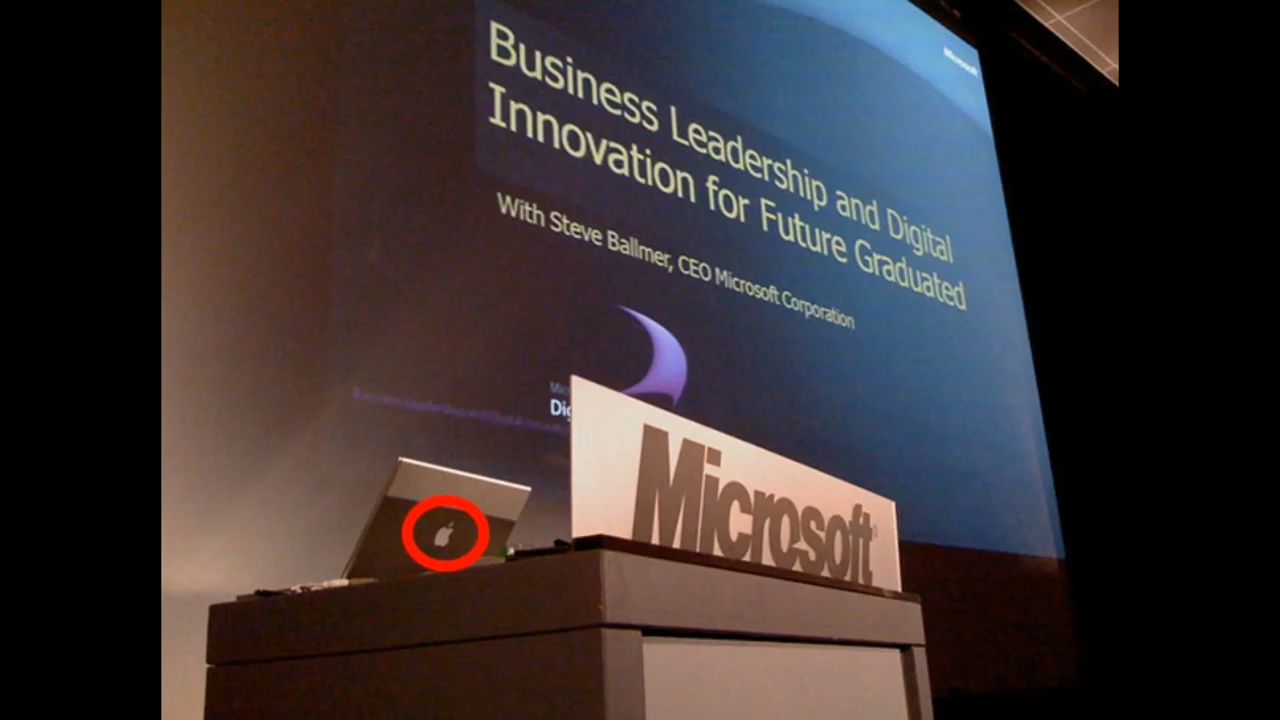 Microsoft
Business Leadership and Digital
Innovation for Future Graduated
With Steve Ballmer, CEO Microsoft Corporation
Microsoft